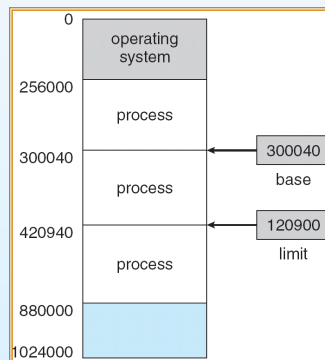 0
operating
system
256000
process
300040
300040
base
process
420940
120900
limit
process
880000
1024000